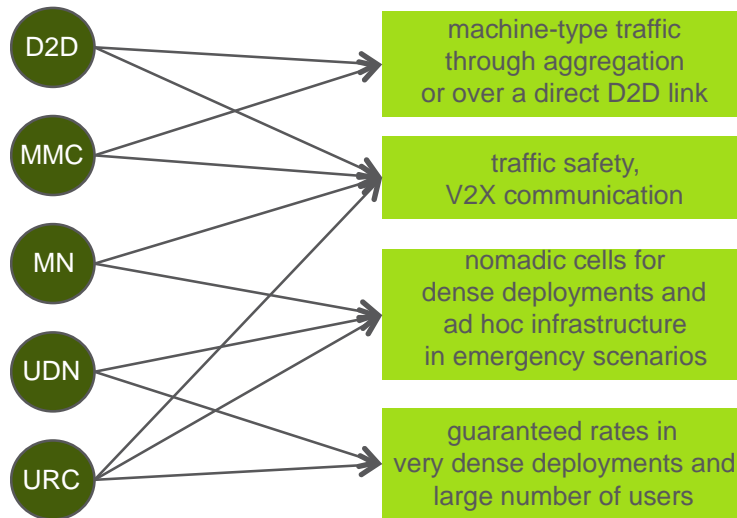 D2D
MMC
MN
UDN
URC
machine-type traffic
through aggregation
or over a direct D2D link
traffic safety,
V2X communication
nomadic cells for
dense deployments and
ad hoc infrastructure
in emergency scenarios
guaranteed rates in
very dense deployments and
large number of users